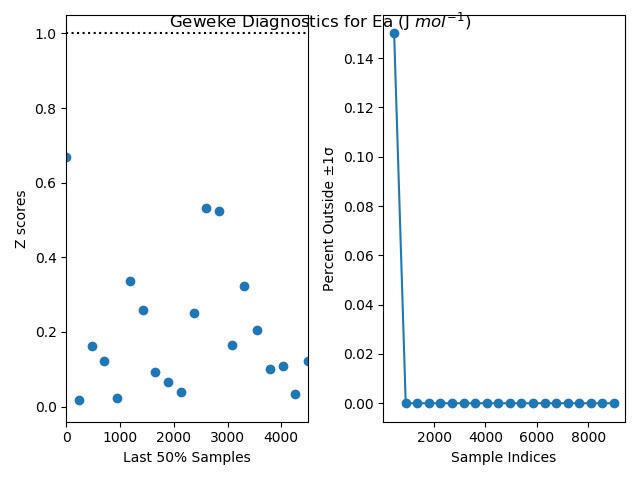 Geweke Diagnostics for Ea (J mol⁻¹)
1.0
0.8
0.6
0.4
0.2
0.0
Z scores
0 1000 2000 3000 4000
Last 50% Samples
0.14
0.12
0.10
0.08
0.06
0.04
0.02
0.00
Percent Outside ±1σ
2000 4000 6000 8000
Sample Indices